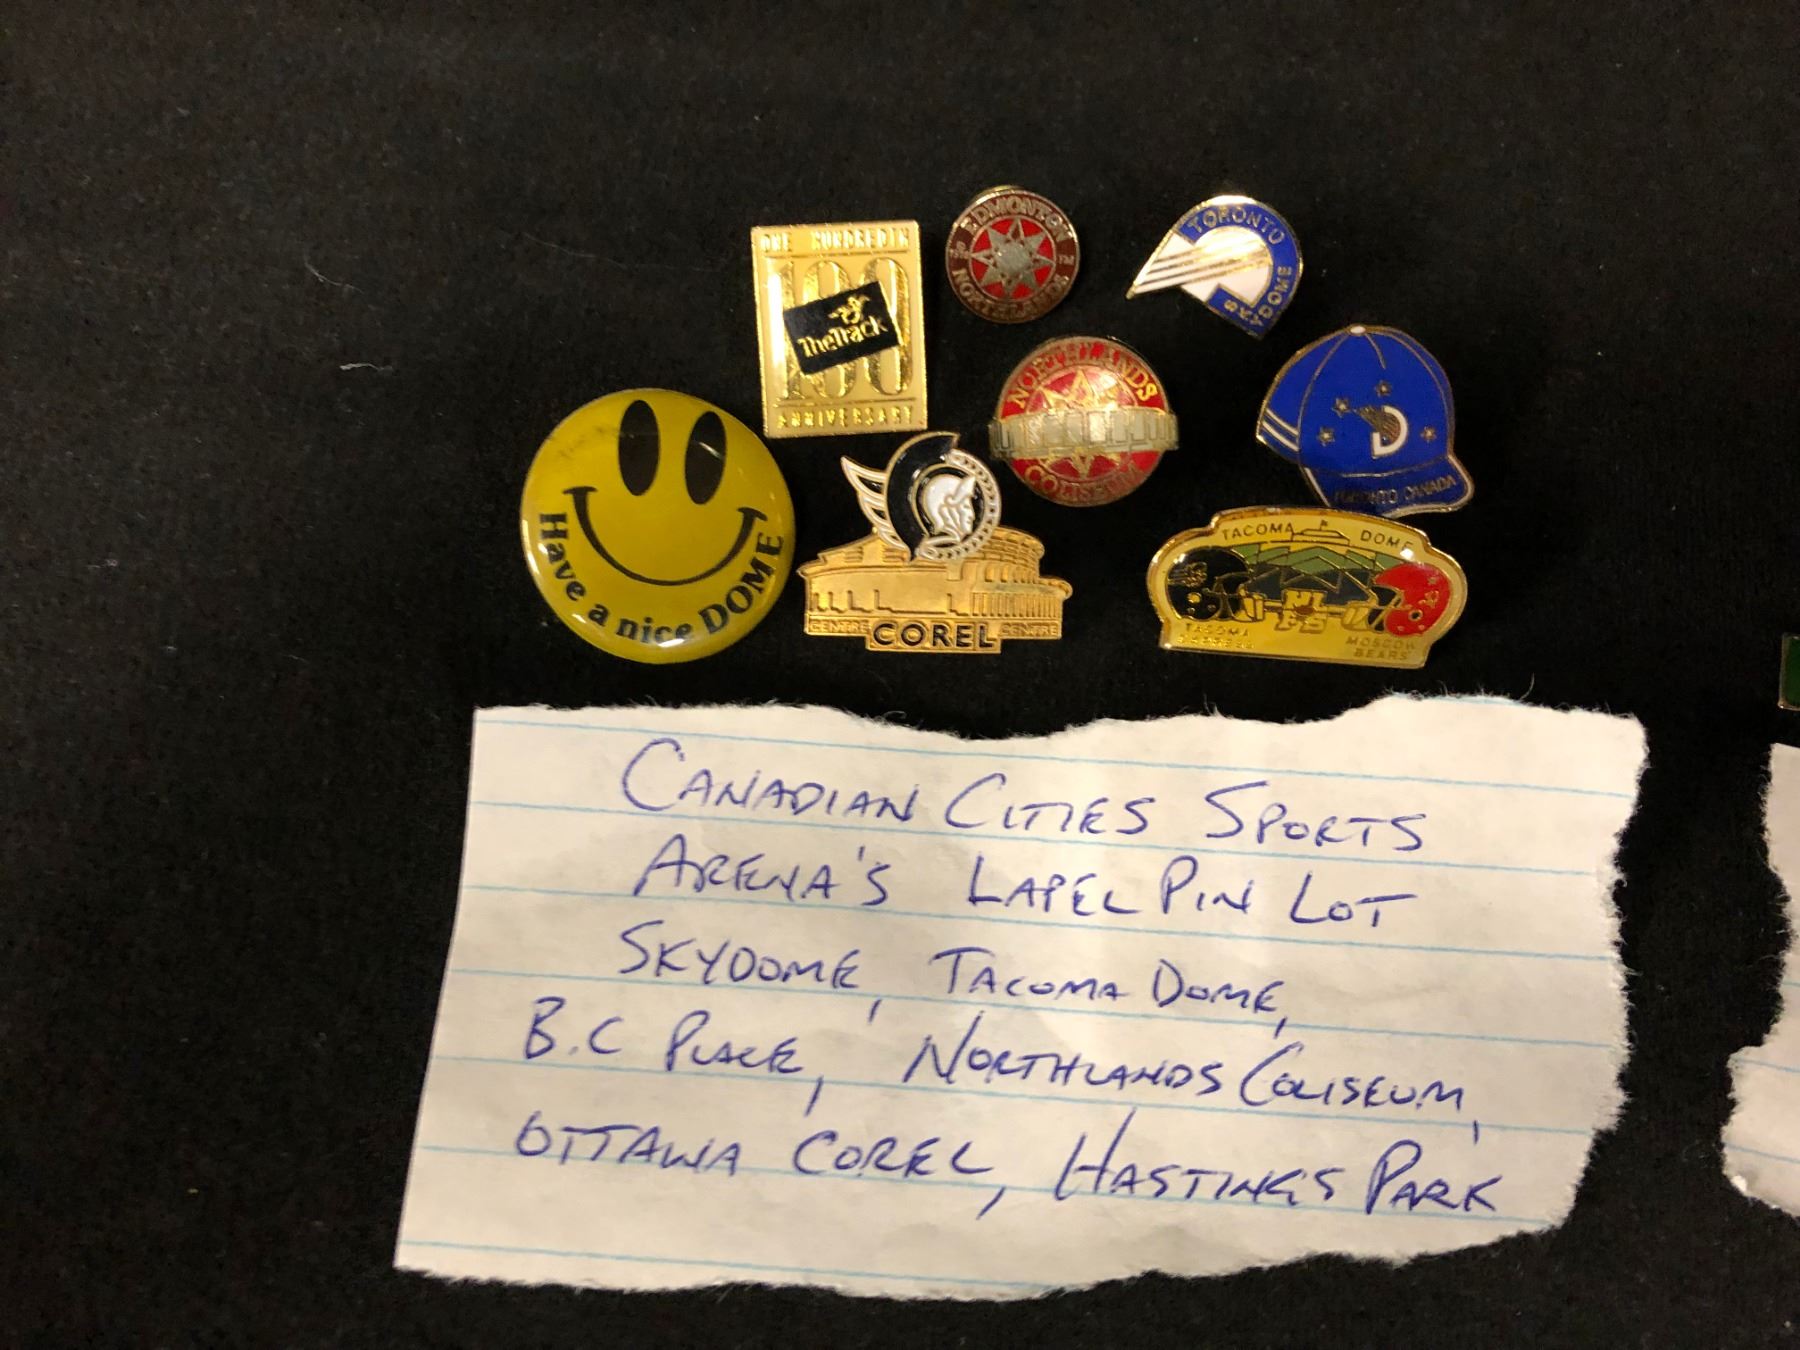 ONE HUNDREDTH
100
TheTrack
ANNIVERSARY
EDMONTON
NORTHLANDS
TORONTO
SKYDOME
NORTHLANDS
COLISEUM
D
TORONTO CANADA
Have a nice DOME
CENTRE COREL CENTRE
TACOMA DOME
TACOMA
MOSCOW
BEARS
CANADIAN CITIES SPORTS
ARENA'S LAPEL PIN LOT
SKYDOME, TACOMA DOME,
B.C PLACE, NORTHLANDS COLISEUM,
OTTAWA COREL, HASTINGS PARK